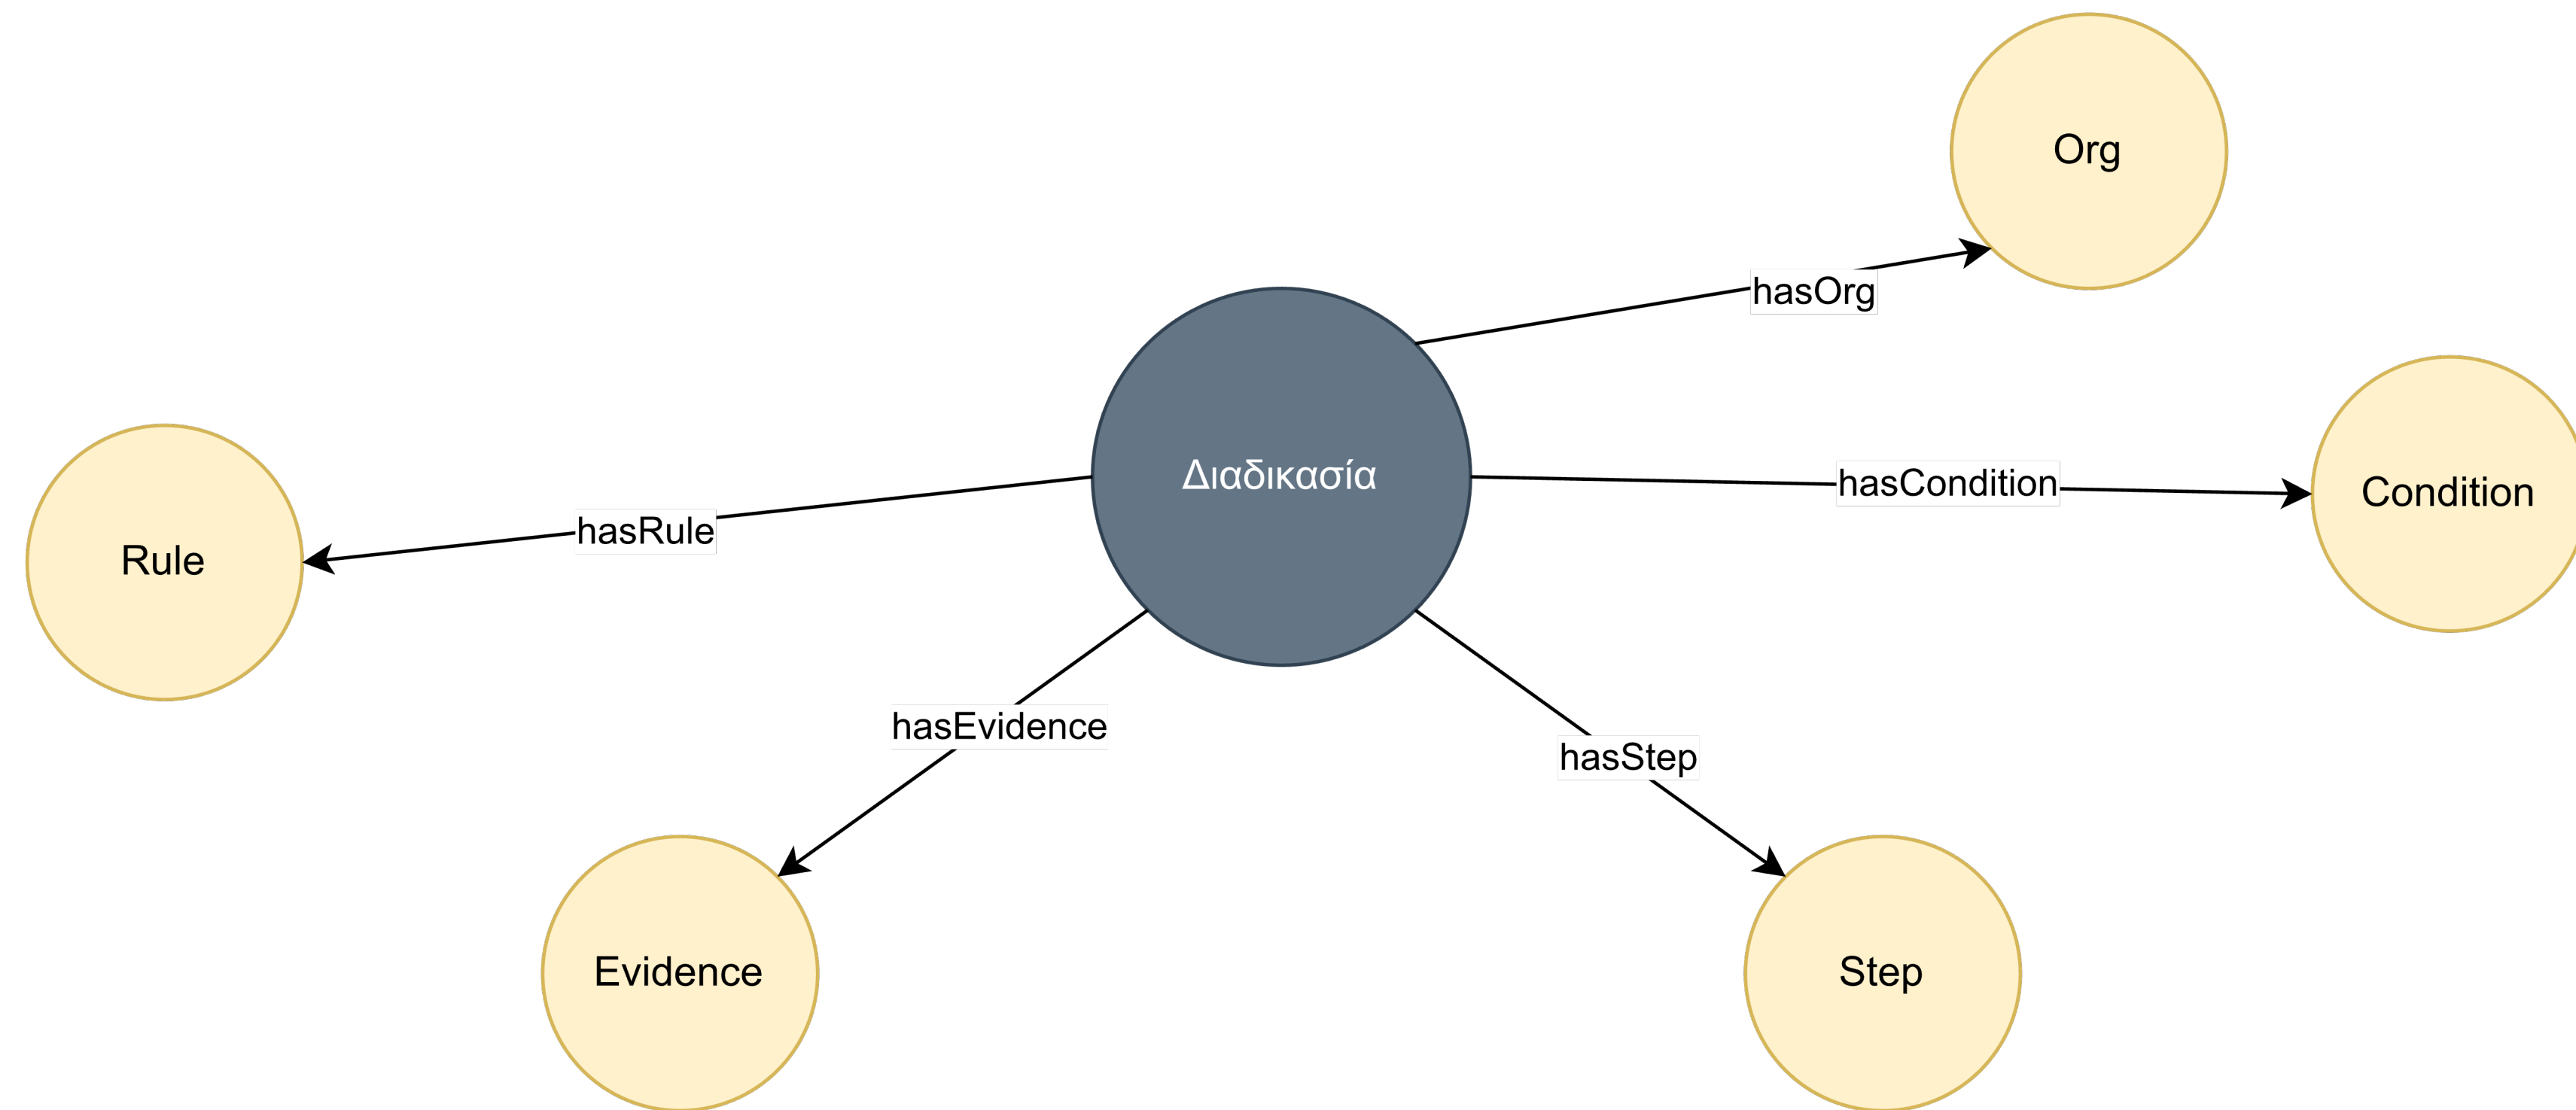 Org
hasOrg
Διαδικασία
hasCondition
Condition
hasRule
Rule
hasEvidence
hasStep
Evidence
Step